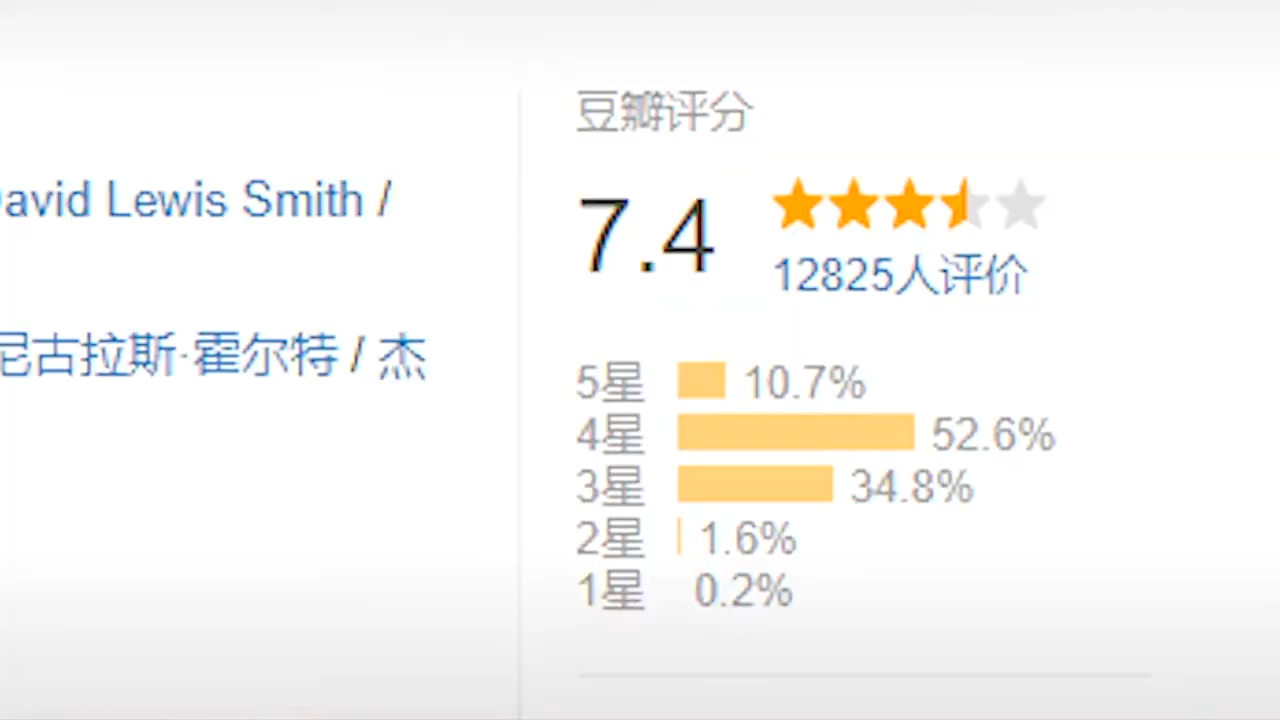 avid Lewis Smith /
尼古拉斯·霍尔特 / 杰
豆瓣评分
7.4
12825人评价
5星 10.7%
4星 52.6%
3星 34.8%
2星 1.6%
1星 0.2%